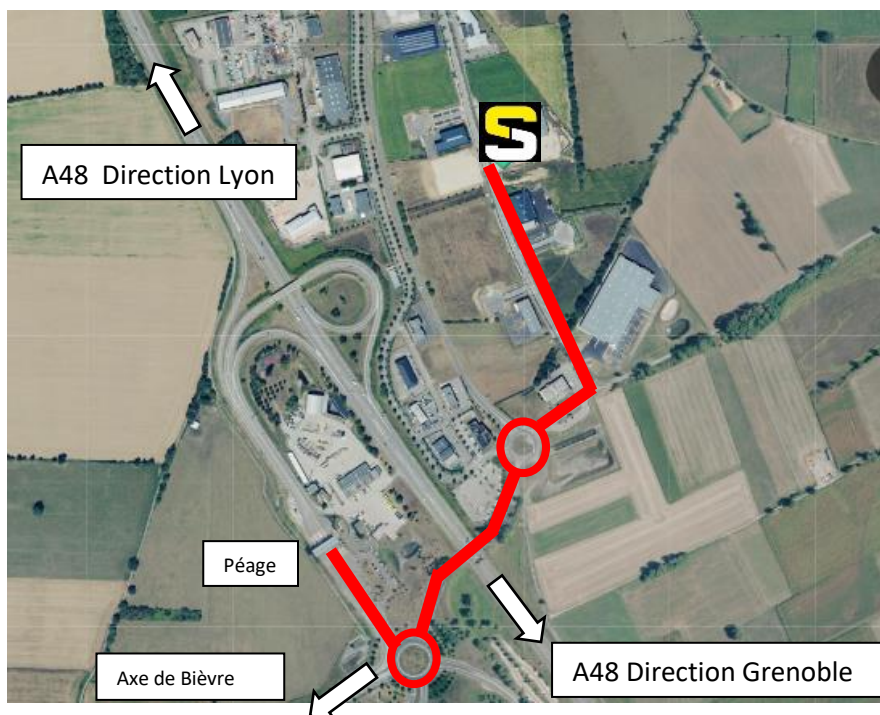 A48  Direction Lyon
S
Péage
Axe de Bièvre
A48 Direction Grenoble